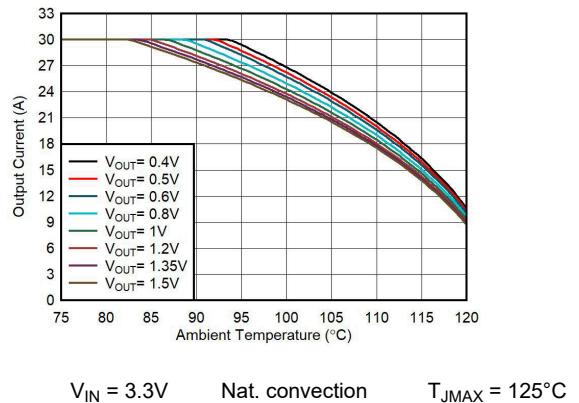 33
30
27
24
21
18
15
12
9
6
3
0
Output Current (A)
VOUT= 0.4V
VOUT= 0.5V
VOUT= 0.6V
VOUT= 0.8V
VOUT= 1V
VOUT= 1.2V
VOUT= 1.35V
VOUT= 1.5V
75 80 85 90 95 100 105 110 115 120
Ambient Temperature (°C)
VIN = 3.3V Nat. convection TJMAX = 125°C